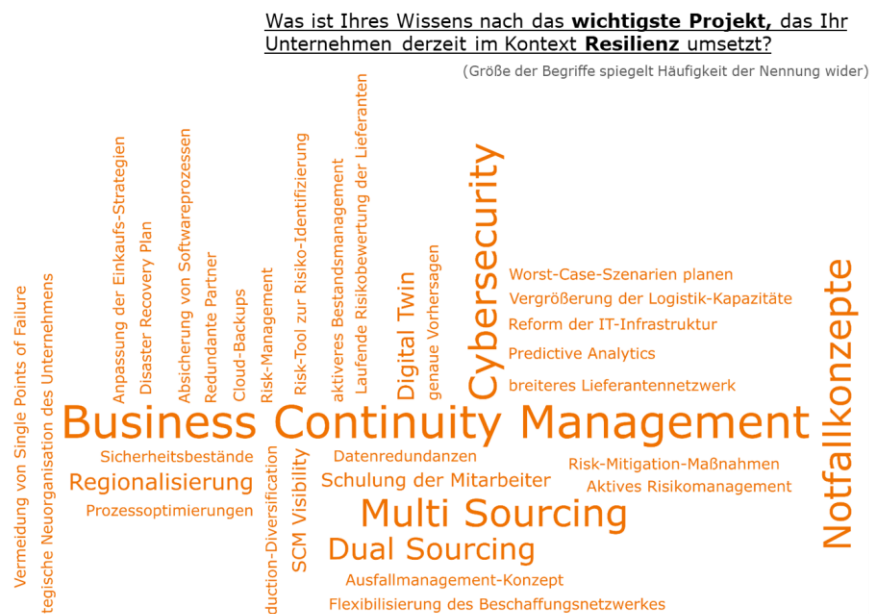 Was ist Ihres Wissens nach das wichtigste Projekt, das Ihr
Unternehmen derzeit im Kontext Resilienz umsetzt?
(Größe der Begriffe spiegelt Häufigkeit der Nennung wider)
Vermeidung von Single Points of Failure
tegische Neuorganisation des Unternehmens
Anpassung der Einkaufs-Strategien
Disaster Recovery Plan
Absicherung von Softwareprozessen
Redundante Partner
Cloud-Backups
Risk-Management
Risk-Tool zur Risiko-Identifizierung
aktiveres Bestandsmanagement
Laufende Risikobewertung der Lieferanten
Digital Twin
genaue Vorhersagen
Cybersecurity
Worst-Case-Szenarien planen
Vergrößerung der Logistik-Kapazitäte
Reform der IT-Infrastruktur
Predictive Analytics
breiteres Lieferantennetzwerk
Notfallkonzepte
Business Continuity Management
Sicherheitsbestände
Regionalisierung
Prozessoptimierungen
duction-Diversification
SCM Visibility
Datenredundanzen
Schulung der Mitarbeiter
Risk-Mitigation-Maßnahmen
Aktives Risikomanagement
Multi Sourcing
Dual Sourcing
Ausfallmanagement-Konzept
Flexibilisierung des Beschaffungsnetzwerkes